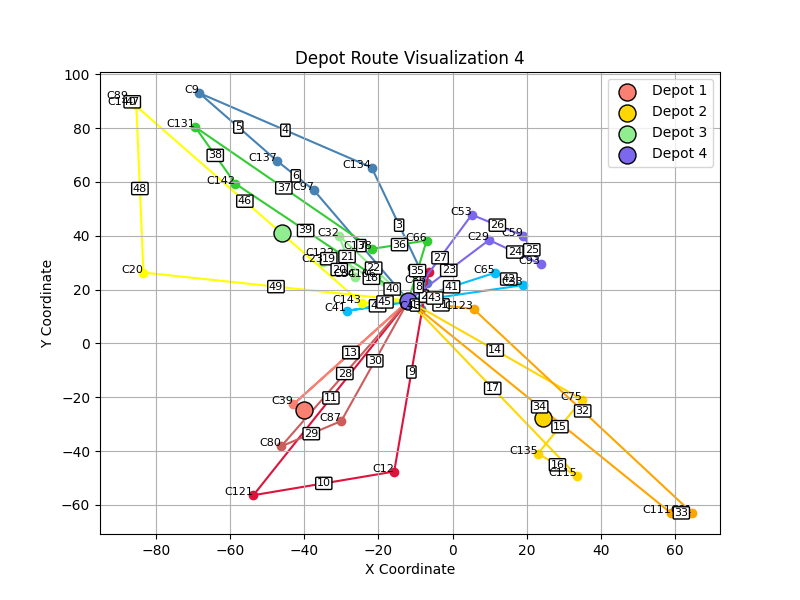 Depot Route Visualization 4
Depot 1
Depot 2
Depot 3
Depot 4
Y Coordinate
X Coordinate
100
80
60
40
20
0
−20
−40
−60
−80
−60
−40
−20
0
20
40
60
C89
C9
C131
C134
C137
C142
C97
C53
C59
C29
C93
C66
C32
C20
C65
C143
C41
C123
C39
C87
C80
C121
C12
C75
C135
C115
C111
3
4
5
6
8
9
10
11
13
14
15
16
17
18
19
20
21
22
23
24
25
26
27
28
29
30
32
33
34
35
36
37
38
39
40
41
42
43
45
46
48
49